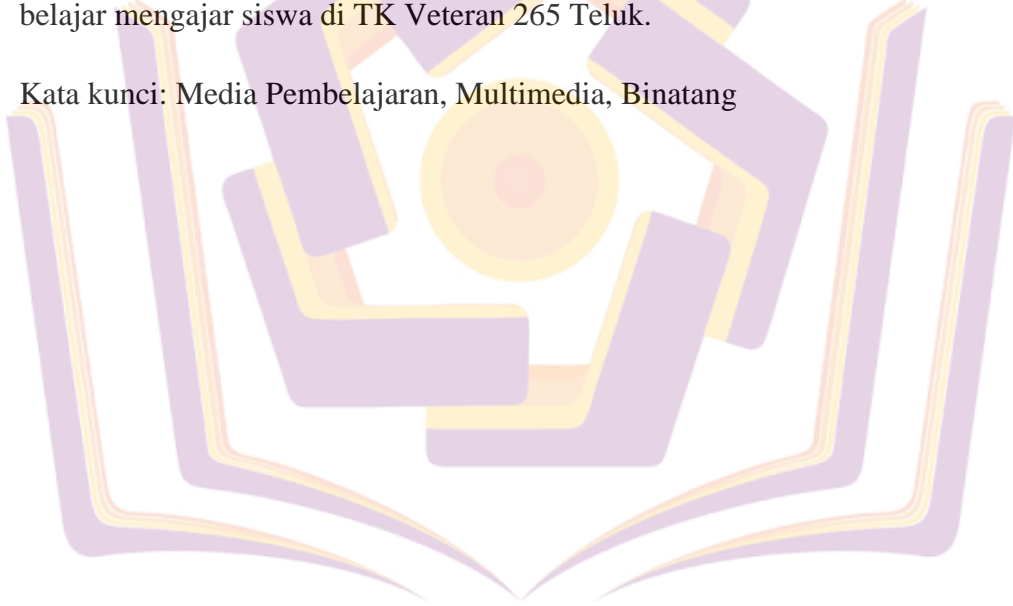 belajar mengajar siswa di TK Veteran 265 Teluk.
Kata kunci: Media Pembelajaran, Multimedia, Binatang